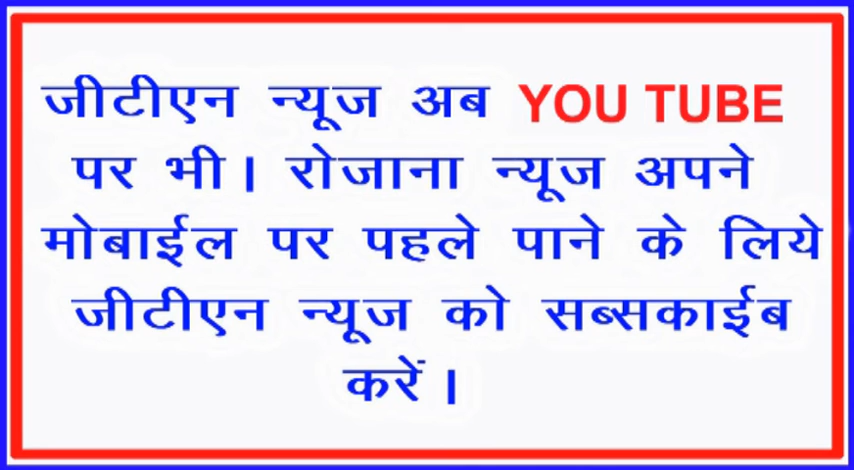 जीटीएन न्यूज अब YOU TUBE
पर भी। रोजाना न्यूज अपने
मोबाईल पर पहले पाने के लिये
जीटीएन न्यूज को सब्सकाईब
करें।